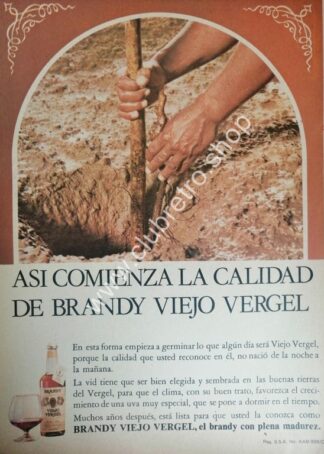 www.clubretro.shop
ASI COMIENZA LA CALIDAD
DE BRANDY VIEJO VERGEL
En esta forma empieza a germinar lo que algún día será Viejo Vergel,
porque la calidad que usted reconoce en él, no nació de la noche a
la mañana.
La vid tiene que ser bien elegida y sembrada en las buenas tierras
del Vergel, para que el clima, con su buen trato, favorezca el creci-
miento de una uva muy especial, que se pone a dormir en el tiempo.
Muchos años después, está lista para que usted la conozca como
BRANDY VIEJO VERGEL, el brandy con plena madurez.
BRANDY
VIEJO
VERGEL
Reg. S.S.A. No.